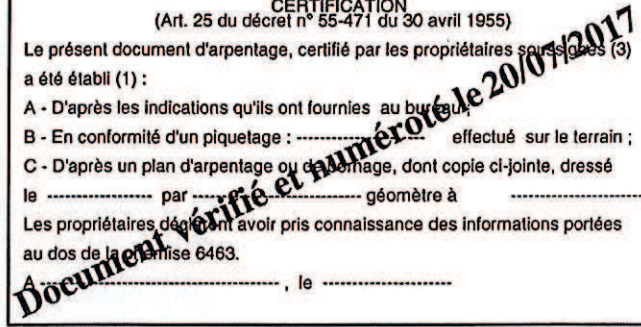 CERTIFICATION
(Art. 25 du décret n° 55-471 du 30 avril 1955)
Le présent document d'arpentage, certifié par les propriétaires soussignés (3)
a été établi (1) :
A - D'après les indications qu'ils ont fournies au bureau;
B - En conformité d'un piquetage : ---------------------- effectué sur le terrain ;
C - D'après un plan d'arpentage ou de bornage, dont copie ci-jointe, dressé
le ------------------ par ------------------ géomètre à ------------------
Les propriétaires déclarent avoir pris connaissance des informations portées
au dos de la chemise 6463.
A ---------------------------------------- , le ----------------------
Document vérifié et numéroté le 20/07/2017